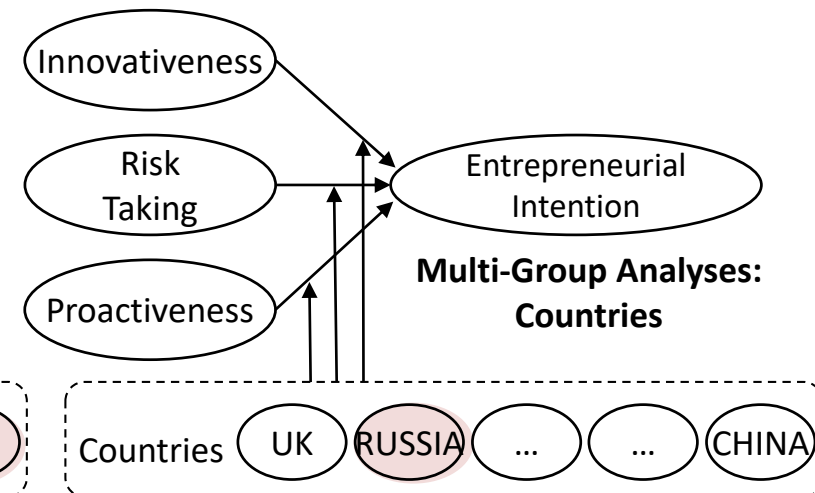 Innovativeness
Risk
Taking
Entrepreneurial
Intention
Proactiveness
Multi-Group Analyses:
Countries
Countries UK RUSSIA ... ... CHINA